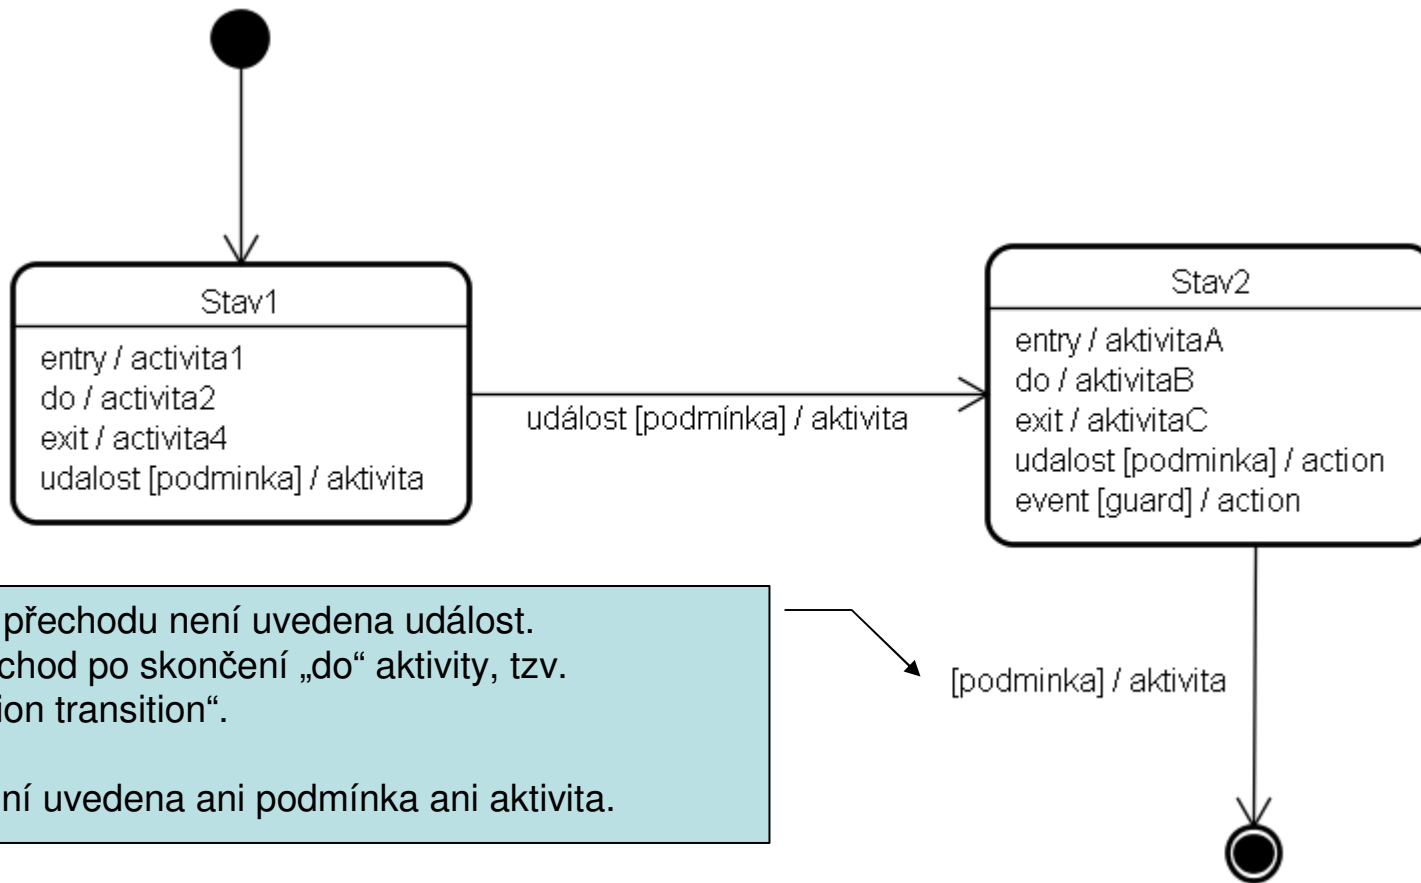 Stav1
entry / activita1
do / activita2
exit / activita4
udalost [podminka] / aktivita
událost [podmínka] / aktivita
Stav2
entry / aktivitaA
do / aktivitaB
exit / aktivitaC
udalost [podminka] / action
event [guard] / action
přechodu není uvedena událost.
chod po skončení „do“ aktivity, tzv.
ion transition“.
ní uvedena ani podmínka ani aktivita.
[podminka] / aktivita